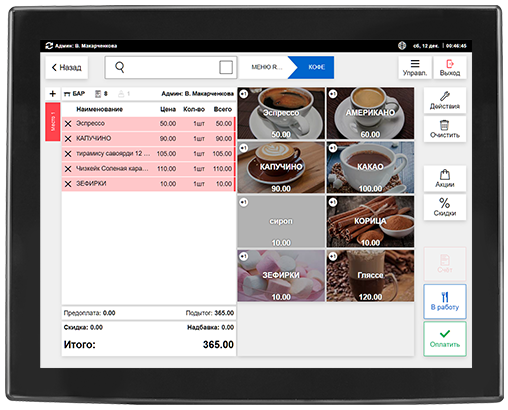 Админ: В. Макарченкова
сб, 12 дек. | 00:46:45
Назад
МЕНЮ R...
КОФЕ
Управл.
Выход
+ БАР 8 1 Админ: В. Макарченкова
Место 1
Наименование Цена Кол-во Всего
Эспрессо 50.00 1шт 50.00
КАПУЧИНО 90.00 1шт 90.00
тирамису савоярди 12 ... 105.00 1шт 105.00
Чизкейк Соленая кара... 110.00 1шт 110.00
ЗЕФИРКИ 10.00 1шт 10.00
Предоплата: 0.00 Подытог: 365.00
Скидка: 0.00 Надбавка: 0.00
Итого: 365.00
+1
Эспрессо
50.00
+1
АМЕРИКАНО
60.00
+1
КАПУЧИНО
90.00
+1
КАКАО
100.00
+1
сироп
10.00
+1
КОРИЦА
10.00
+1
ЗЕФИРКИ
10.00
+1
Гляссе
120.00
Действия
Очистить
Акции
%
Скидки
Счёт
В работу
Оплатить